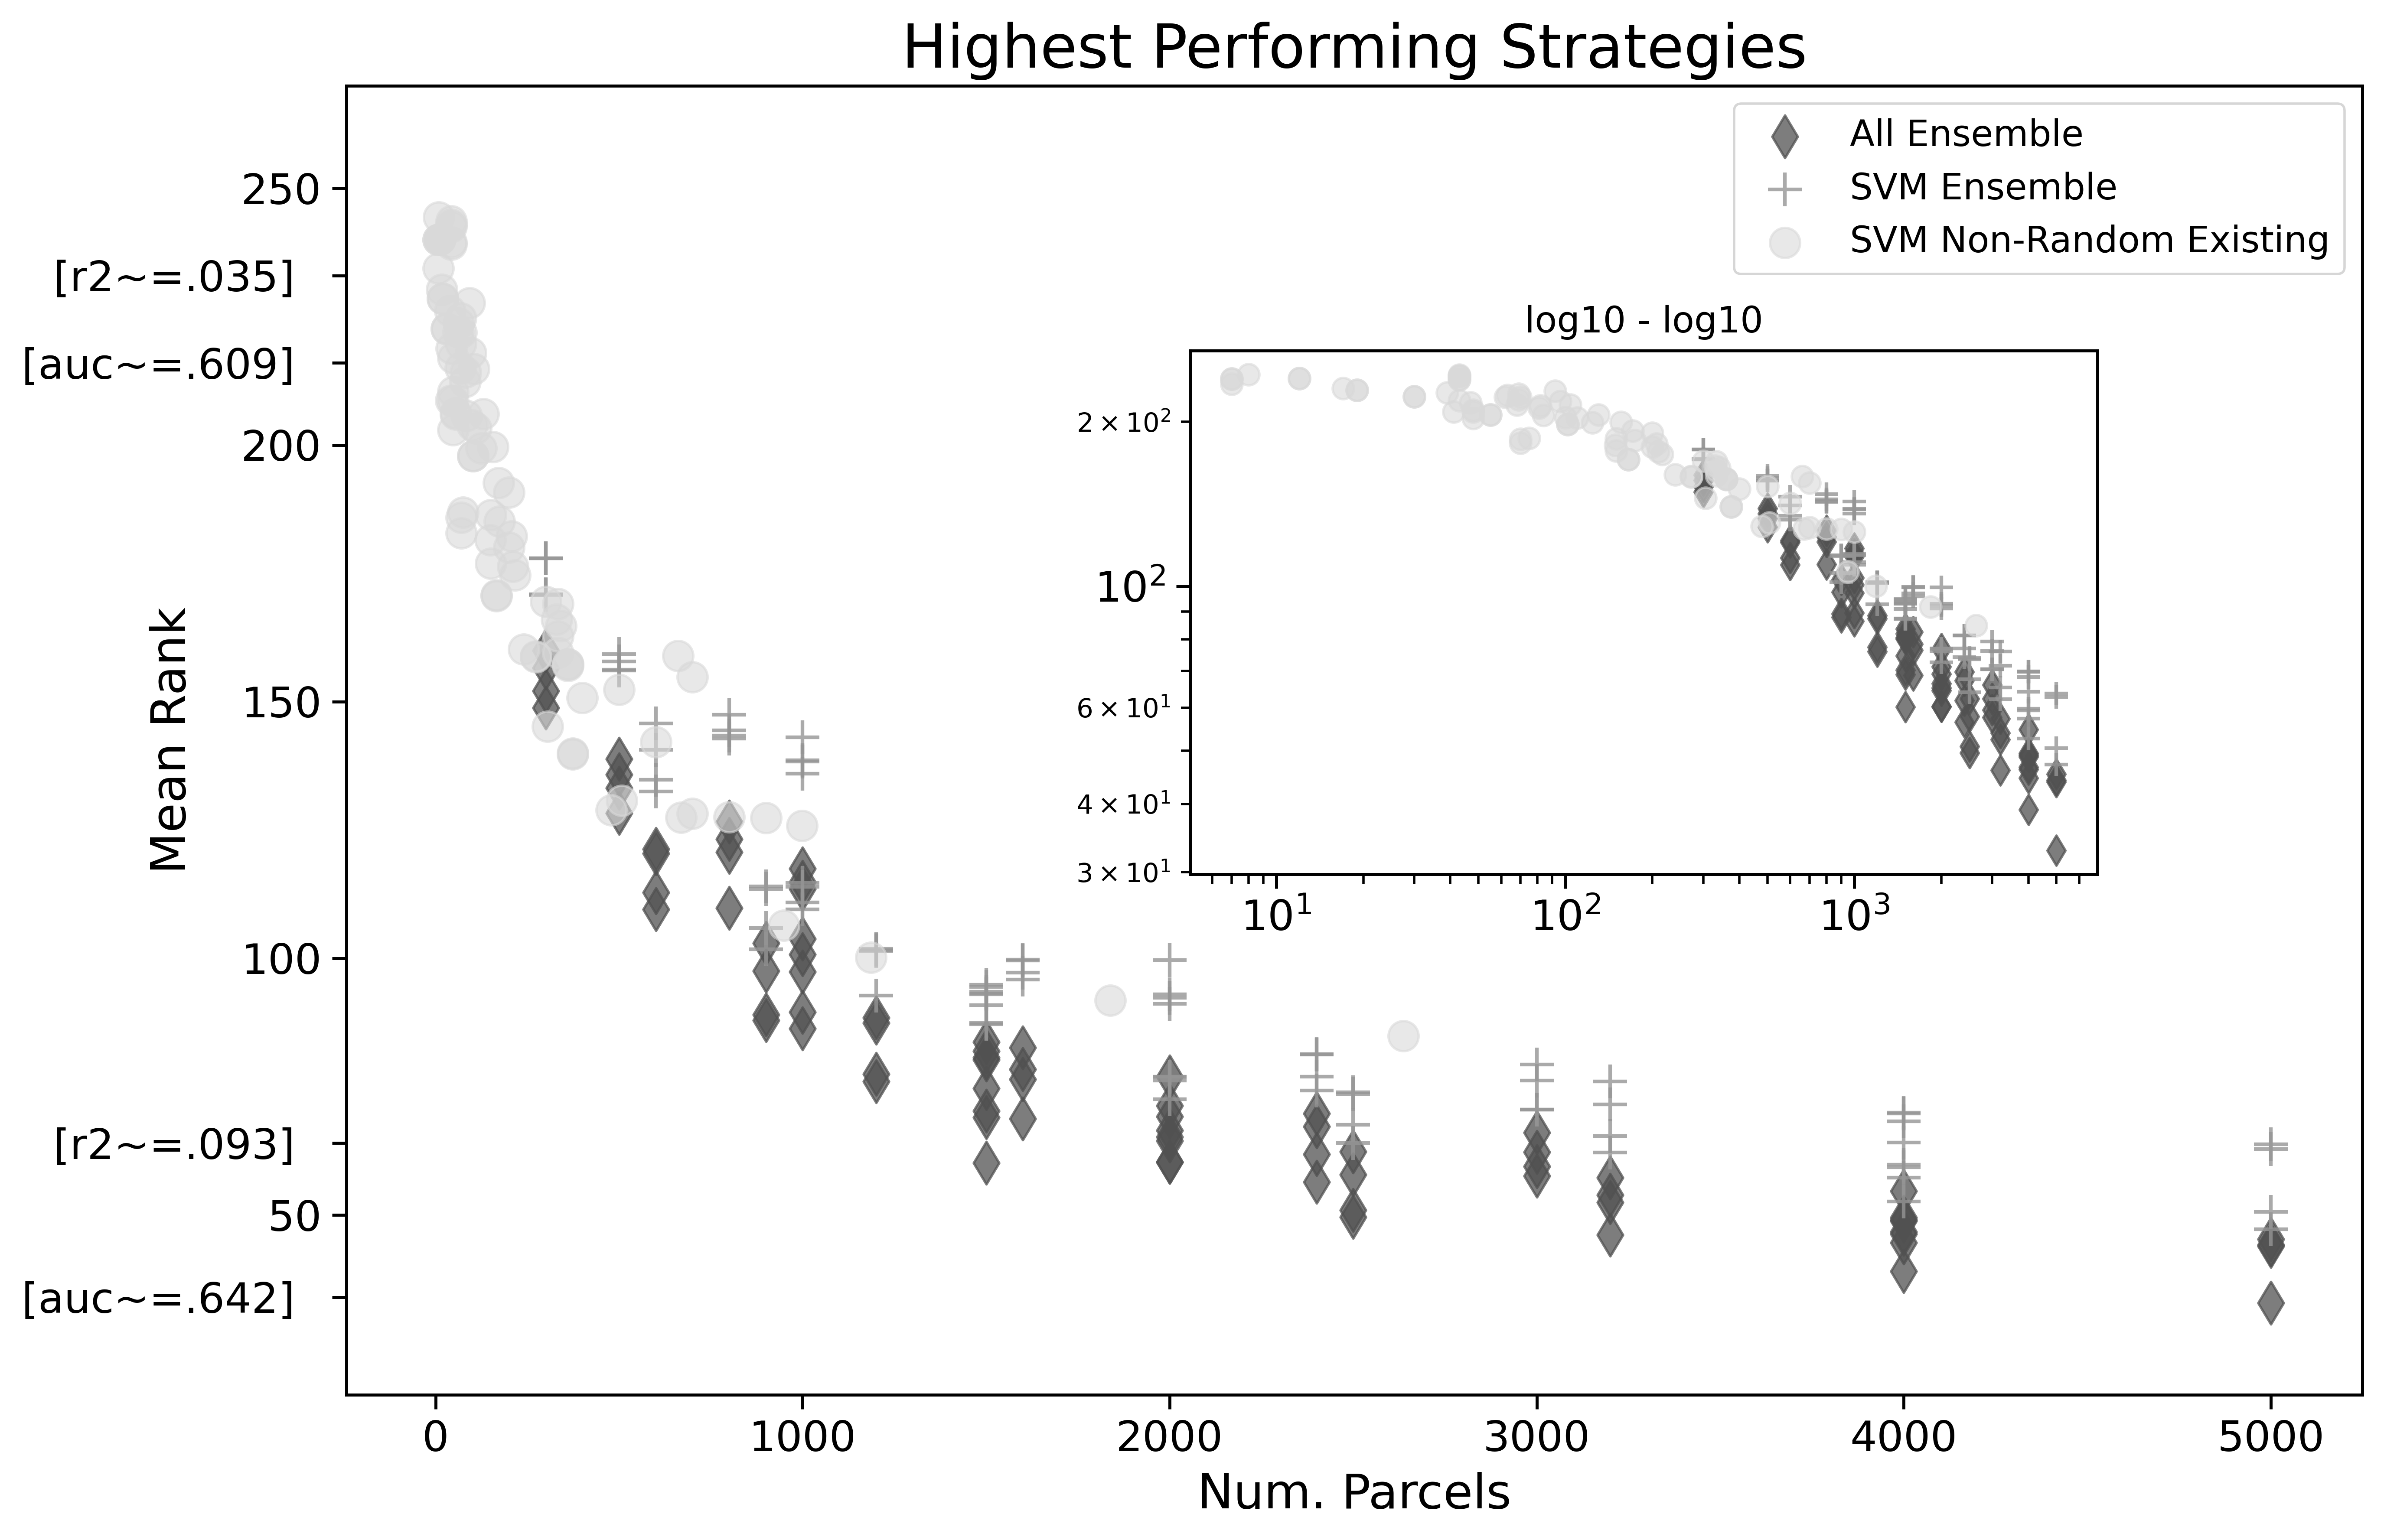 Highest Performing Strategies
All Ensemble
SVM Ensemble
SVM Non-Random Existing
250
[r2~=.035]
[auc~=.609]
200
150
100
[r2~=.093]
50
[auc~=.642]
Mean Rank
log10 - log10
2 × 10²
10²
6 × 10¹
4 × 10¹
3 × 10¹
10¹ 10² 10³
0 1000 2000 3000 4000 5000
Num. Parcels